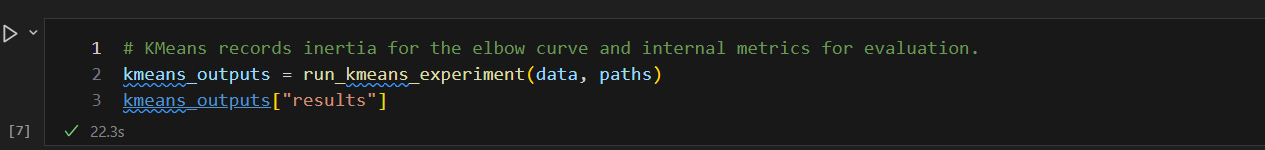 1 # KMeans records inertia for the elbow curve and internal metrics for evaluation.
2 kmeans_outputs = run_kmeans_experiment(data, paths)
3 kmeans_outputs["results"]
[7] 22.3s